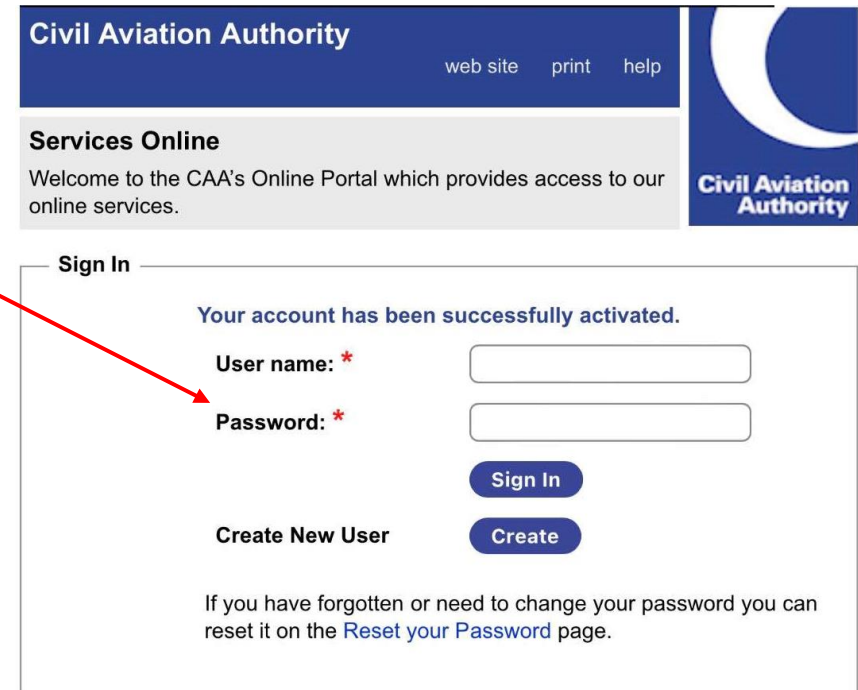 Civil Aviation Authority
web site print help
Services Online
Welcome to the CAA's Online Portal which provides access to our
online services.
Civil Aviation
Authority
Sign In
Your account has been successfully activated.
User name: *
Password: *
Sign In
Create New User Create
If you have forgotten or need to change your password you can
reset it on the Reset your Password page.